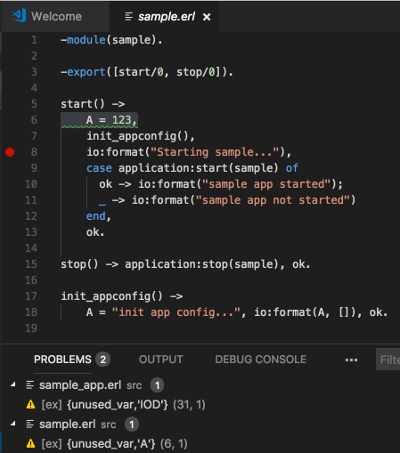 Welcome
sample.erl
1 -module(sample).
2
3 -export([start/0, stop/0]).
4
5 start() ->
6 A = 123,
7 init_appconfig(),
8 io:format("Starting sample..."),
9 case application:start(sample) of
10 ok -> io:format("sample app started");
11 _ -> io:format("sample app not started")
12 end,
13 ok.
14
15 stop() -> application:stop(sample), ok.
16
17 init_appconfig() ->
18 A = "init app config...", io:format(A, []), ok.
19
PROBLEMS 2 OUTPUT DEBUG CONSOLE ... Filte
sample_app.erl src 1
[ex] {unused_var,'IOD'} (31, 1)
sample.erl src 1
[ex] {unused_var,'A'} (6, 1)